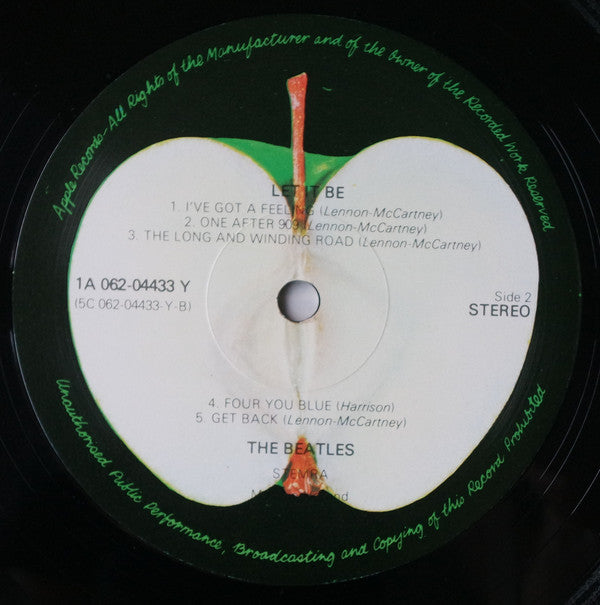 Apple Records-All Rights of the Manufacturer and of the Owner of the Recorded Work Reserved
LET IT BE
1. I'VE GOT A FEELING (Lennon-McCartney)
2. ONE AFTER 909 (Lennon-McCartney)
3. THE LONG AND WINDING ROAD (Lennon-McCartney)
1A 062-04433 Y
(5C 062-04433-Y-B)
Side 2
STEREO
4. FOUR YOU BLUE (Harrison)
5. GET BACK (Lennon-McCartney)
THE BEATLES
STEMRA
Unauthorised Public Performance, Broadcasting and Copying of this Record Prohibited